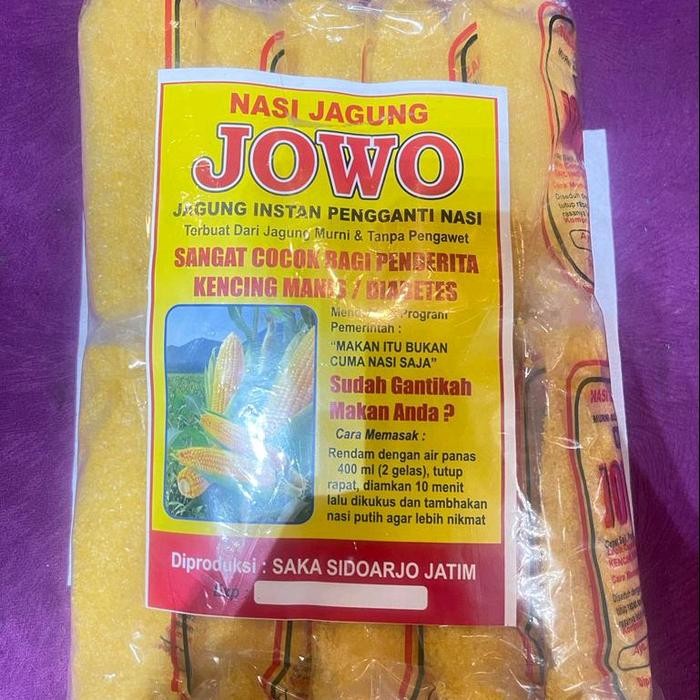 NASI JAGUNG
JOWO
JAGUNG INSTAN PENGGANTI NASI
Terbuat Dari Jagung Murni & Tanpa Pengawet
SANGAT COCOK BAGI PENDERITA
KENCING MANIS / DIABETES
Mendukung Program
Pemerintah :
“MAKAN ITU BUKAN
CUMA NASI SAJA”
Sudah Gantikah
Makan Anda ?
Cara Memasak :
Rendam dengan air panas
400 ml (2 gelas), tutup
rapat, diamkan 10 menit
lalu dikukus dan tambhakan
nasi putih agar lebih nikmat
Diproduksi : SAKA SIDOARJO JATIM